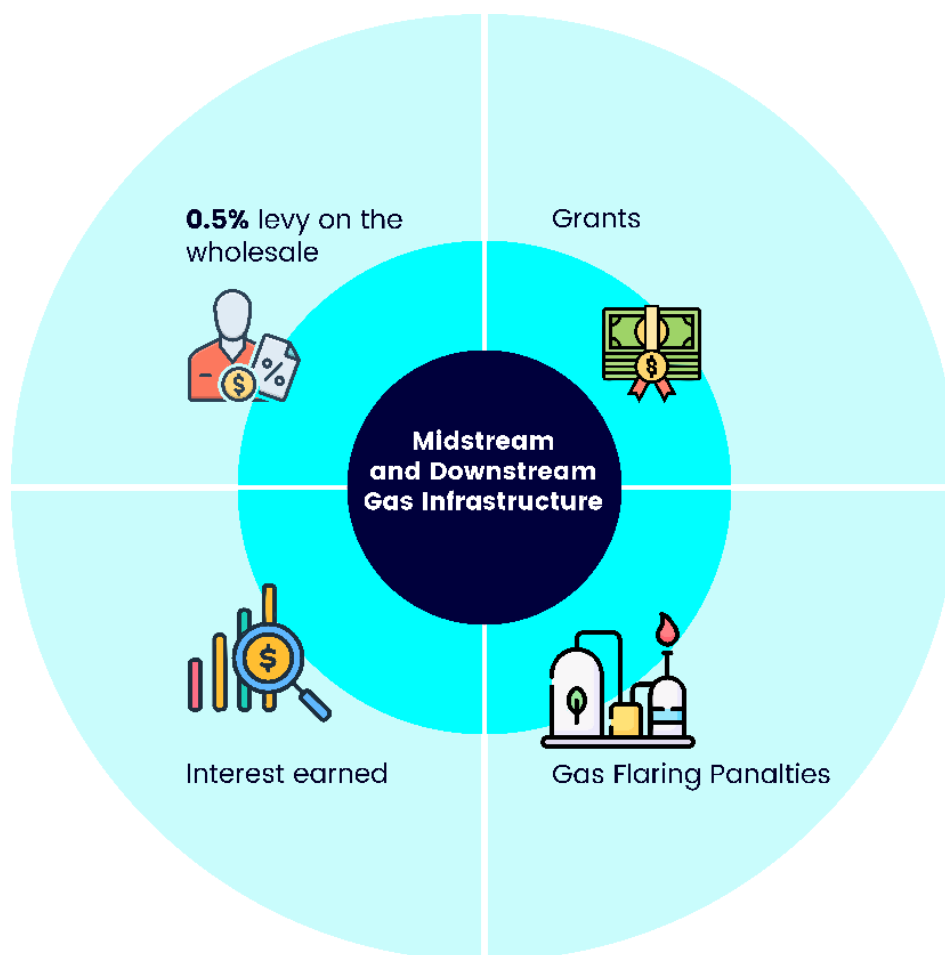 0.5% levy on the
wholesale
Grants
Midstream
and Downstream
Gas Infrastructure
Interest earned
Gas Flaring Panalties